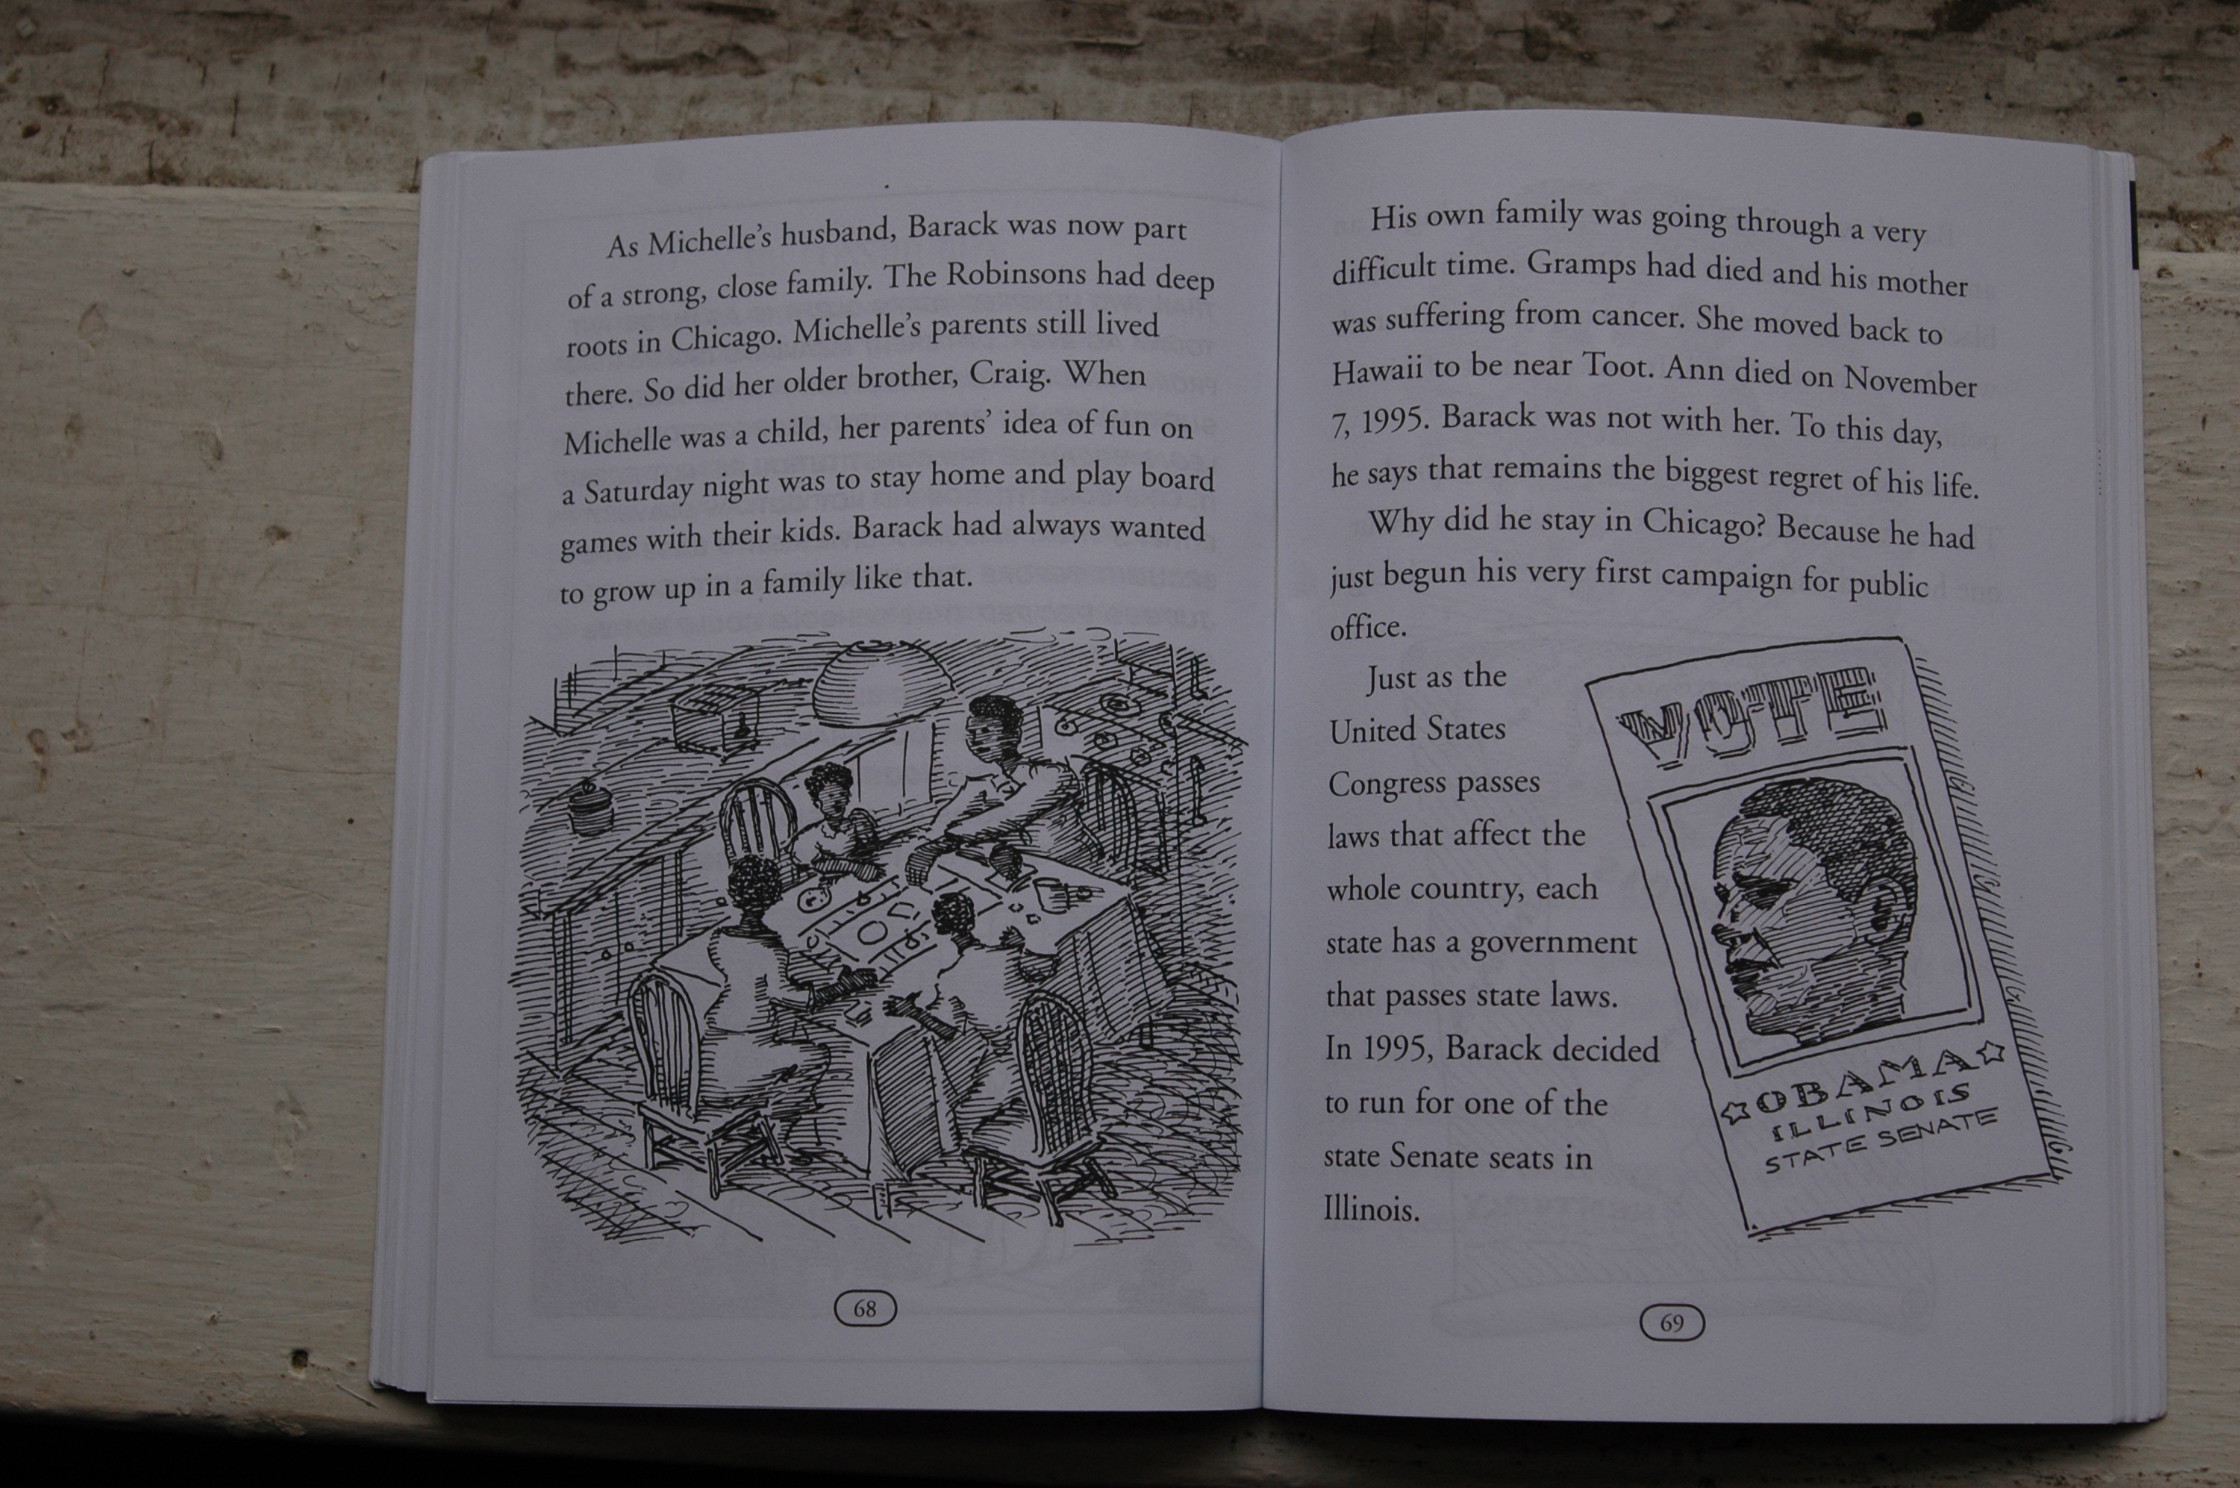 As Michelle's husband, Barack was now part
of a strong, close family. The Robinsons had deep
roots in Chicago. Michelle's parents still lived
there. So did her older brother, Craig. When
Michelle was a child, her parents' idea of fun on
a Saturday night was to stay home and play board
games with their kids. Barack had always wanted
to grow up in a family like that.
68
His own family was going through a very
difficult time. Gramps had died and his mother
was suffering from cancer. She moved back to
Hawaii to be near Toot. Ann died on November
7, 1995. Barack was not with her. To this day,
he says that remains the biggest regret of his life.
Why did he stay in Chicago? Because he had
just begun his very first campaign for public
office.
Just as the
United States
Congress passes
laws that affect the
whole country, each
state has a government
that passes state laws.
In 1995, Barack decided
to run for one of the
state Senate seats in
Illinois.
VOTE
OBAMA
ILLINOIS
STATE SENATE
69